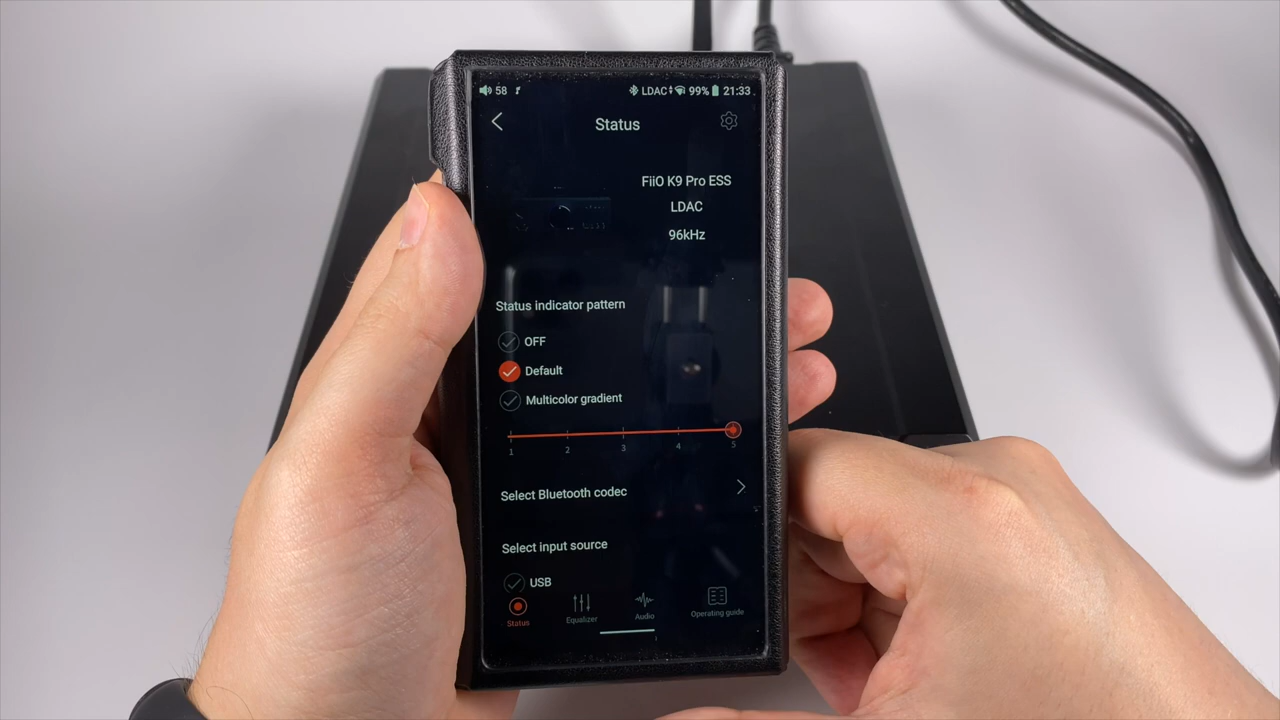 58 LDAC 99% 21:33
Status
FiiO K9 Pro ESS
LDAC
96kHz
Status indicator pattern
OFF
Default
Multicolor gradient
1 2 3 4 5
Select Bluetooth codec
Select input source
USB
Status Equalizer Audio Operating guide